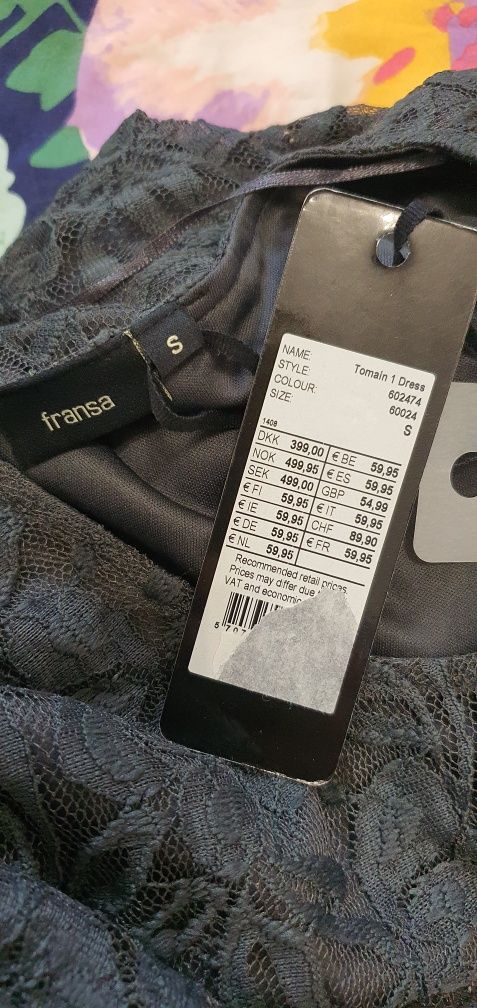 fransa
S
NAME: Tomain 1 Dress
STYLE: 602474
COLOUR: 60024
SIZE: S
1408
DKK 399,00 € BE 59,95
NOK 499,95 € ES 59,95
SEK 499,00 GBP 54,99
€ FI 59,95 € IT 59,95
€ IE 59,95 CHF 89,90
€ DE 59,95 € FR 59,95
€ NL 59,95
Recommended retail prices.
Prices may differ due
VAT and economic